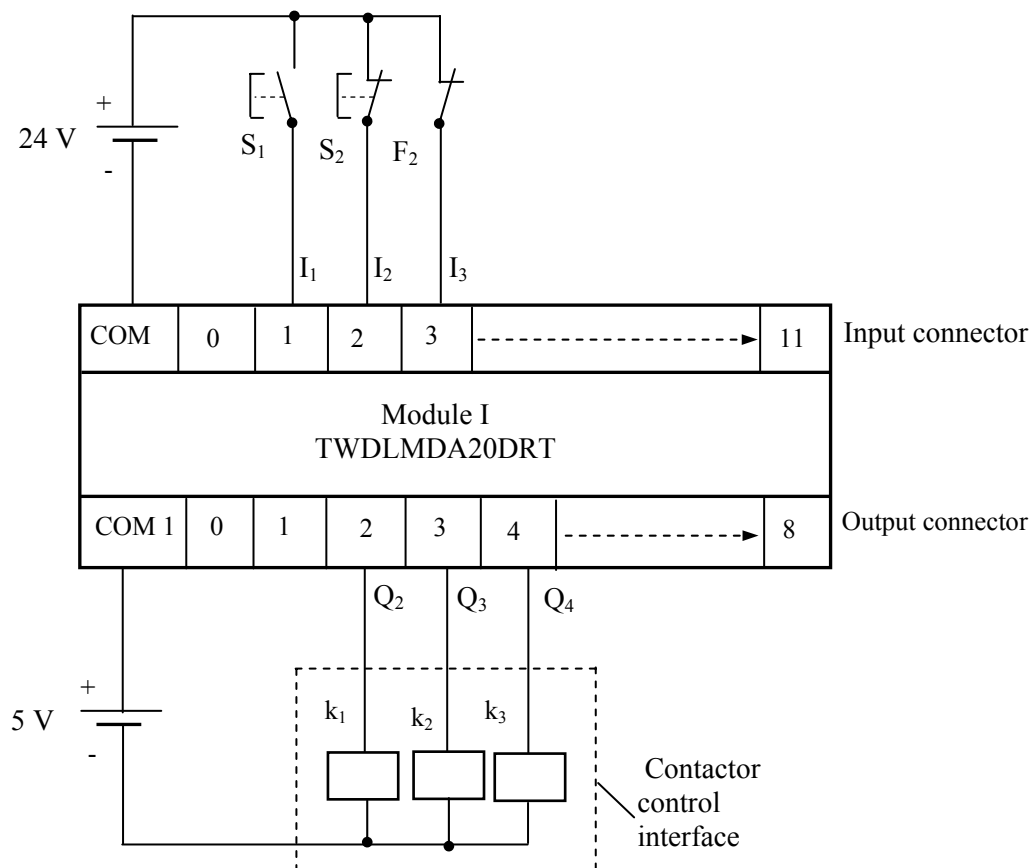 +
24 V
-
S₁
S₂
F₂
I₁
I₂
I₃
COM 0 1 2 3 11
Input connector
Module I
TWDLMDA20DRT
COM 1 0 1 2 3 4 8
Output connector
Q₂
Q₃
Q₄
+
5 V
-
k₁
k₂
k₃
Contactor
control
interface